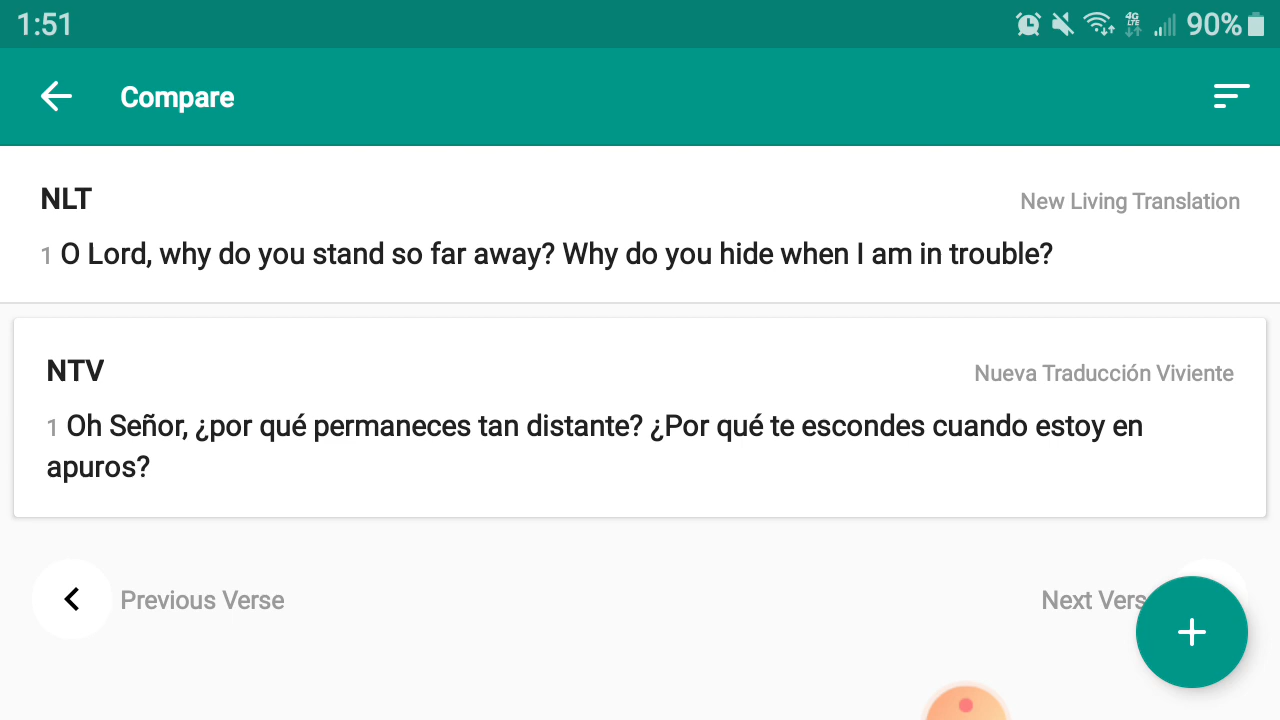 1:51
4G LTE
90%
Compare
NLT
New Living Translation
1 O Lord, why do you stand so far away? Why do you hide when I am in trouble?
NTV
Nueva Traducción Viviente
1 Oh Señor, ¿por qué permaneces tan distante? ¿Por qué te escondes cuando estoy en
apuros?
Previous Verse
Next Vers